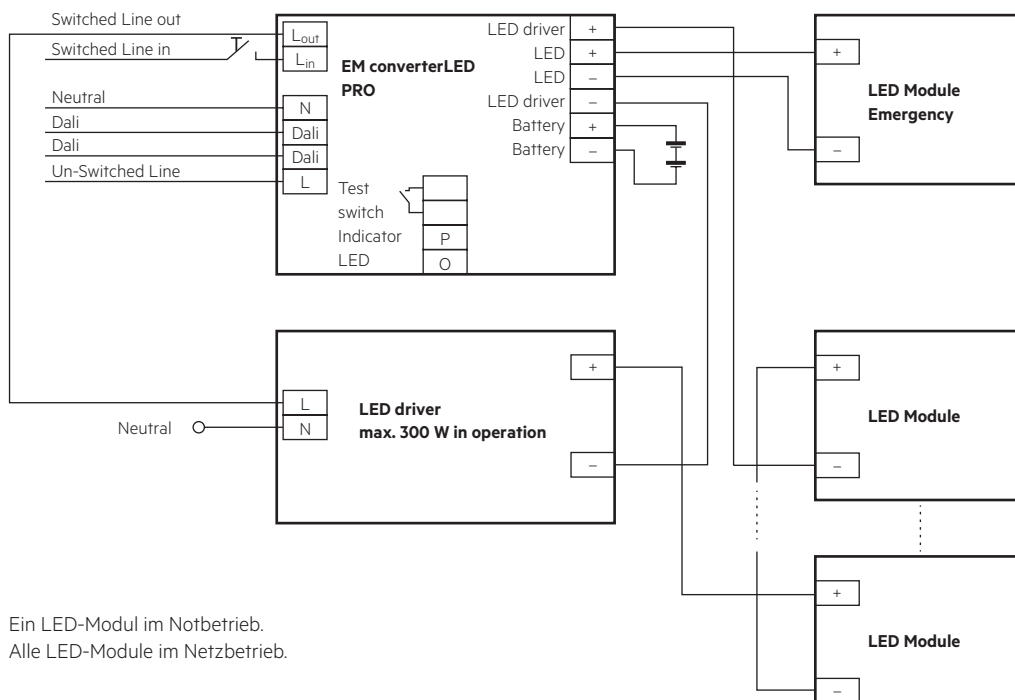 Switched Line out
Switched Line in
Neutral
Dali
Dali
Un-Switched Line
Lout
Lin
N
Dali
Dali
L
EM converterLED
PRO
Test
switch
Indicator
LED
P
O
LED driver +
LED +
LED –
LED driver –
Battery +
Battery –
+
–
LED Module
Emergency
Neutral
L
N
LED driver
max. 300 W in operation
+
–
+
–
LED Module
+
–
LED Module
Ein LED-Modul im Notbetrieb.
Alle LED-Module im Netzbetrieb.